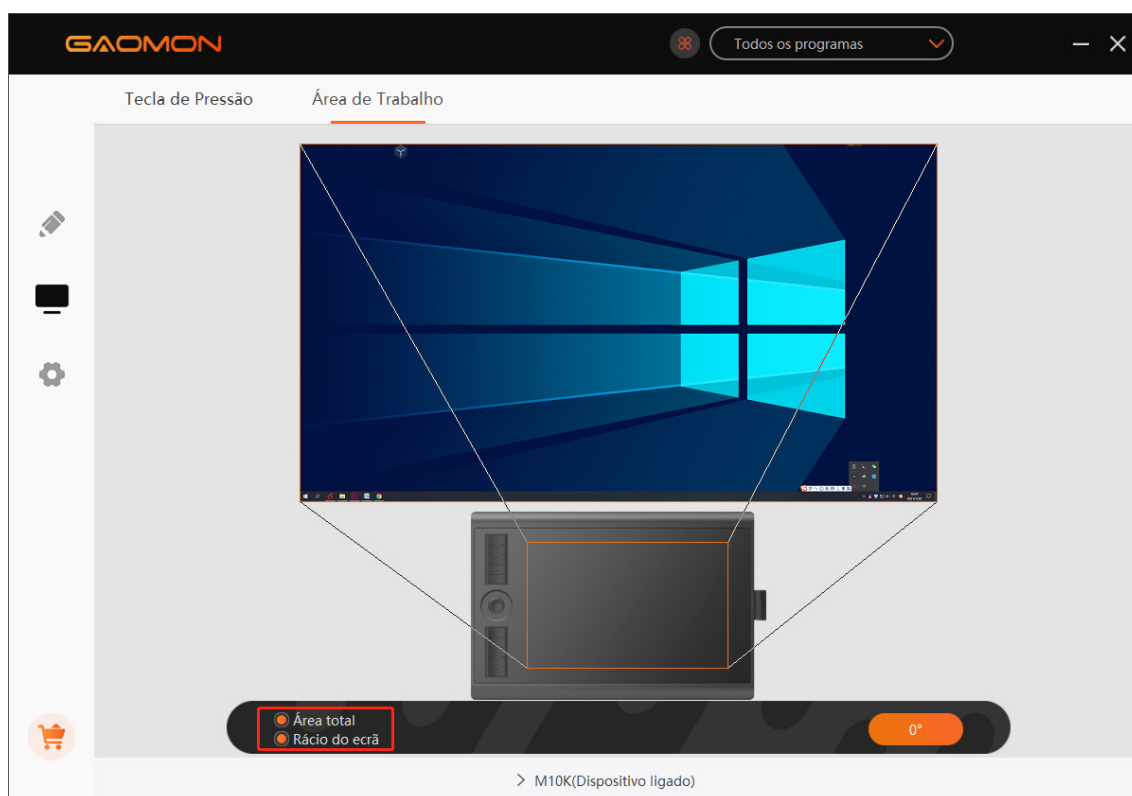 GAOMON
Todos os programas
Tecla de Pressão
Área de Trabalho
Área total
Rácio do ecrã
0°
M10K(Dispositivo ligado)